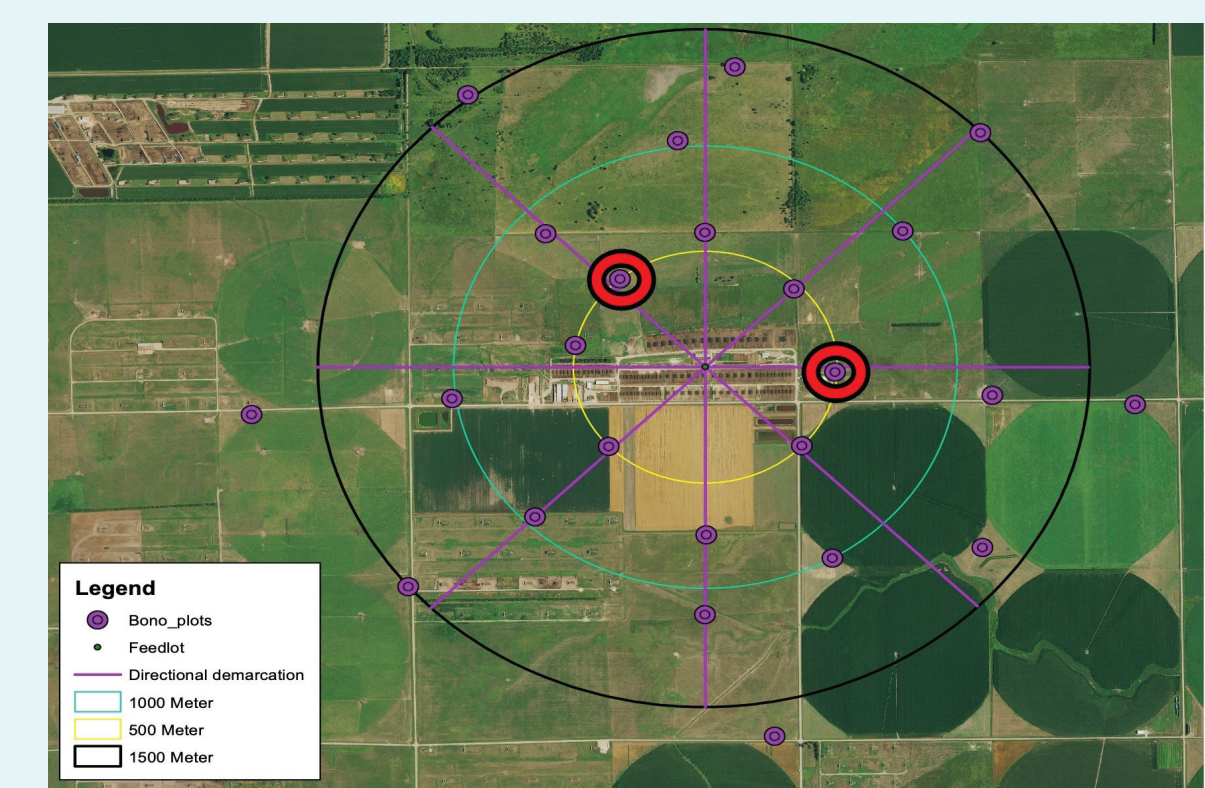 Legend
Bono_plots
Feedlot
Directional demarcation
1000 Meter
500 Meter
1500 Meter